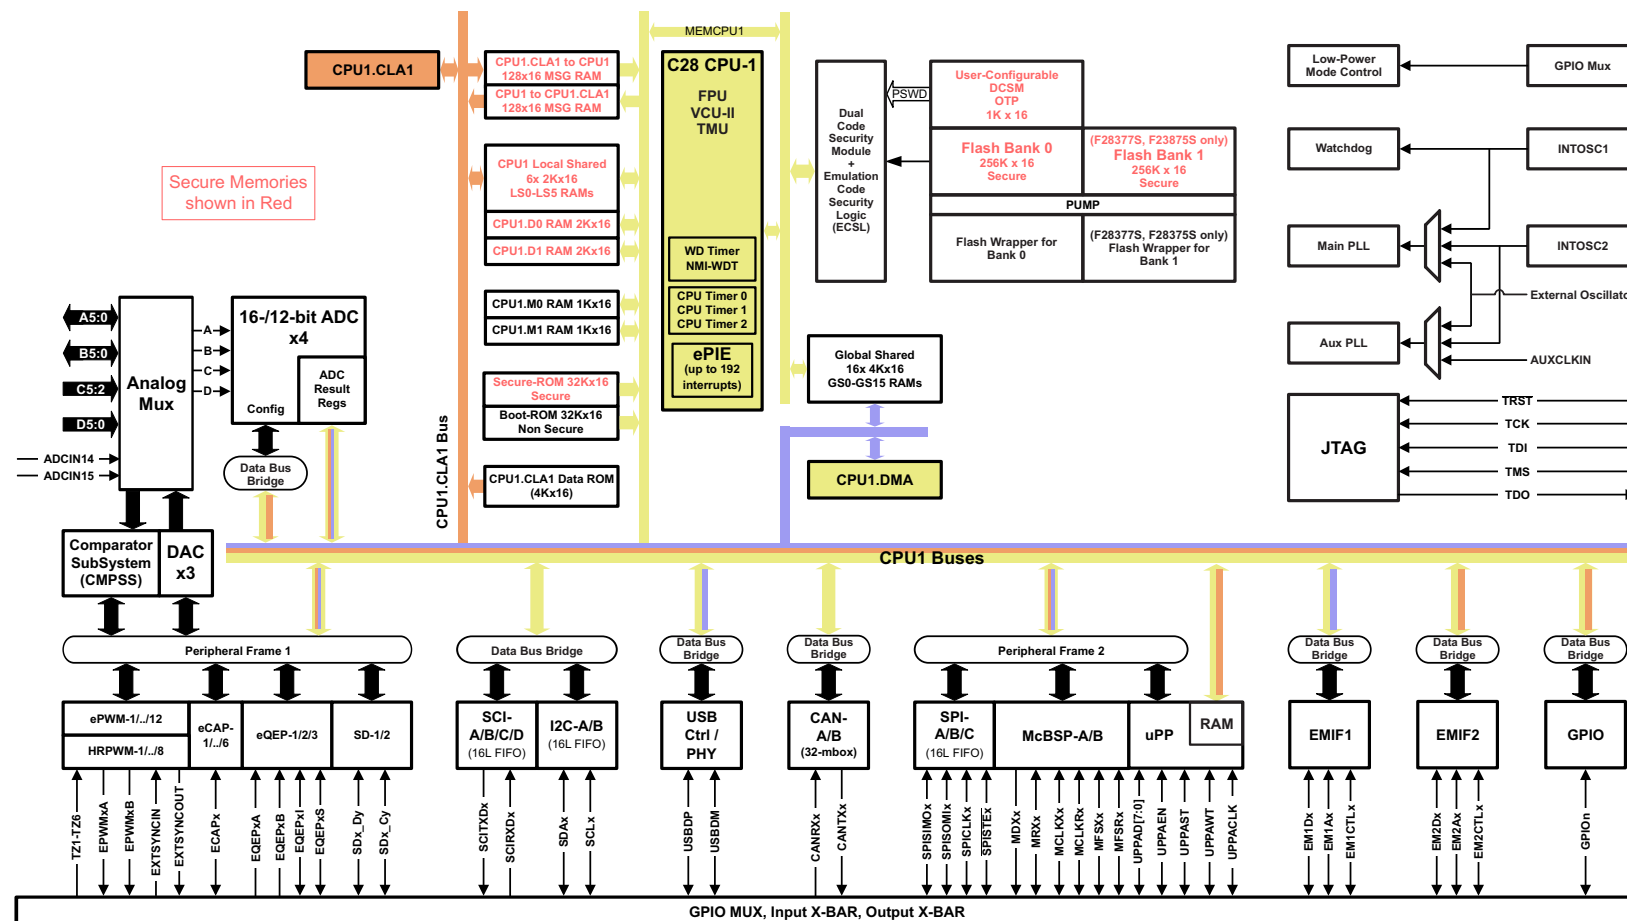 MEMCPU1
CPU1.CLA1
CPU1.CLA1 to CPU1
128x16 MSG RAM
CPU1 to CPU1.CLA1
128x16 MSG RAM
CPU1 Local Shared
6x 2Kx16
LS0-LS5 RAMs
CPU1.D0 RAM 2Kx16
CPU1.D1 RAM 2Kx16
CPU1.M0 RAM 1Kx16
CPU1.M1 RAM 1Kx16
Secure-ROM 32Kx16
Secure
Boot-ROM 32Kx16
Non Secure
CPU1.CLA1 Data ROM
(4Kx16)
CPU1.CLA1 Bus
C28 CPU-1
FPU
VCU-II
TMU
WD Timer
NMI-WDT
CPU Timer 0
CPU Timer 1
CPU Timer 2
ePIE
(up to 192
interrupts)
Dual
Code
Security
Module
+
Emulation
Code
Security
Logic
(ECSL)
PSWD
User-Configurable
DCSM
OTP
1K x 16
Flash Bank 0
256K x 16
Secure
(F28377S, F23875S only)
Flash Bank 1
256K x 16
Secure
PUMP
Flash Wrapper for
Bank 0
(F28377S, F28375S only)
Flash Wrapper for
Bank 1
Global Shared
16x 4Kx16
GS0-GS15 RAMs
CPU1.DMA
Low-Power
Mode Control
GPIO Mux
Watchdog
INTOSC1
Main PLL
INTOSC2
External Oscillato
Aux PLL
AUXCLKIN
JTAG
TRST
TCK
TDI
TMS
TDO
Secure Memories
shown in Red
A5:0
B5:0
C5:2
D5:0
ADCIN14
ADCIN15
Analog
Mux
A
B
C
D
16-/12-bit ADC
x4
Config
ADC
Result
Regs
Data Bus
Bridge
Comparator
SubSystem
(CMPSS)
DAC
x3
CPU1 Buses
Peripheral Frame 1
Data Bus Bridge
Data Bus
Bridge
Data Bus
Bridge
Peripheral Frame 2
Data Bus
Bridge
Data Bus
Bridge
Data Bus
Bridge
ePWM-1/../12
HRPWM-1/../8
eCAP-
1/../6
eQEP-1/2/3
SD-1/2
SCI-
A/B/C/D
(16L FIFO)
I2C-A/B
(16L FIFO)
USB
Ctrl /
PHY
CAN-
A/B
(32-mbox)
SPI-
A/B/C
(16L FIFO)
McBSP-A/B
uPP
RAM
EMIF1
EMIF2
GPIO
TZ1-TZ6
EPWMxA
EPWMxB
EXTSYNCIN
EXTSYNCOUT
ECAPx
EQEPxA
EQEPxB
EQEPxI
EQEPxS
SDx_Dy
SDx_Cy
SCITXDx
SCIRXDx
SDAx
SCLx
USBDP
USBDM
CANRXx
CANTXx
SPISIMOx
SPISOMIx
SPICLKx
SPISTEx
MDXx
MRXx
MCLKXx
MCLKRx
MFSXx
MFSRx
UPPAD[7:0]
UPPAEN
UPPAST
UPPAWT
UPPACLK
EM1Dx
EM1Ax
EM1CTLx
EM2Dx
EM2Ax
EM2CTLx
GPIOn
GPIO MUX, Input X-BAR, Output X-BAR